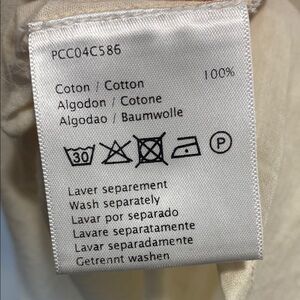 PCC04C586
Coton / Cotton 100%
Algodon / Cotone
Algodao / Baumwolle
30 P
Laver separement
Wash separately
Lavar por separado
Lavare separatamente
Lavar separadamente
Getrennt washen